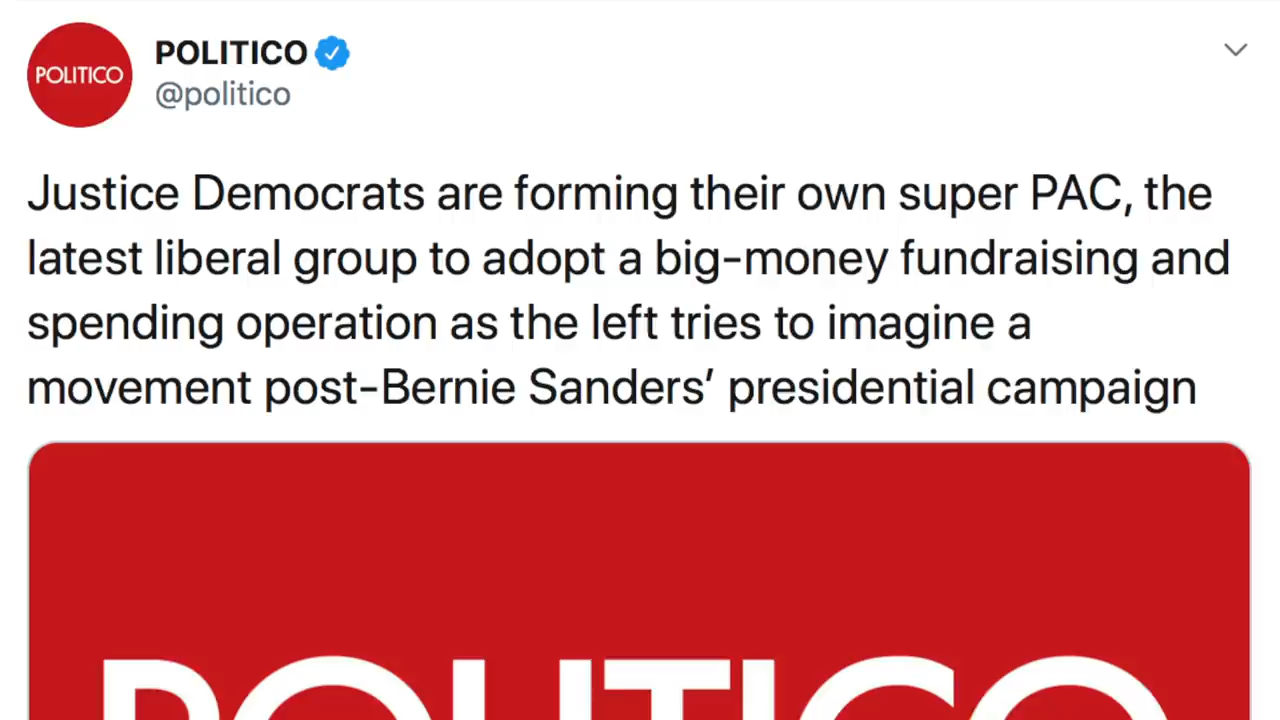 POLITICO
POLITICO
@politico
Justice Democrats are forming their own super PAC, the
latest liberal group to adopt a big-money fundraising and
spending operation as the left tries to imagine a
movement post-Bernie Sanders’ presidential campaign
POLITICO